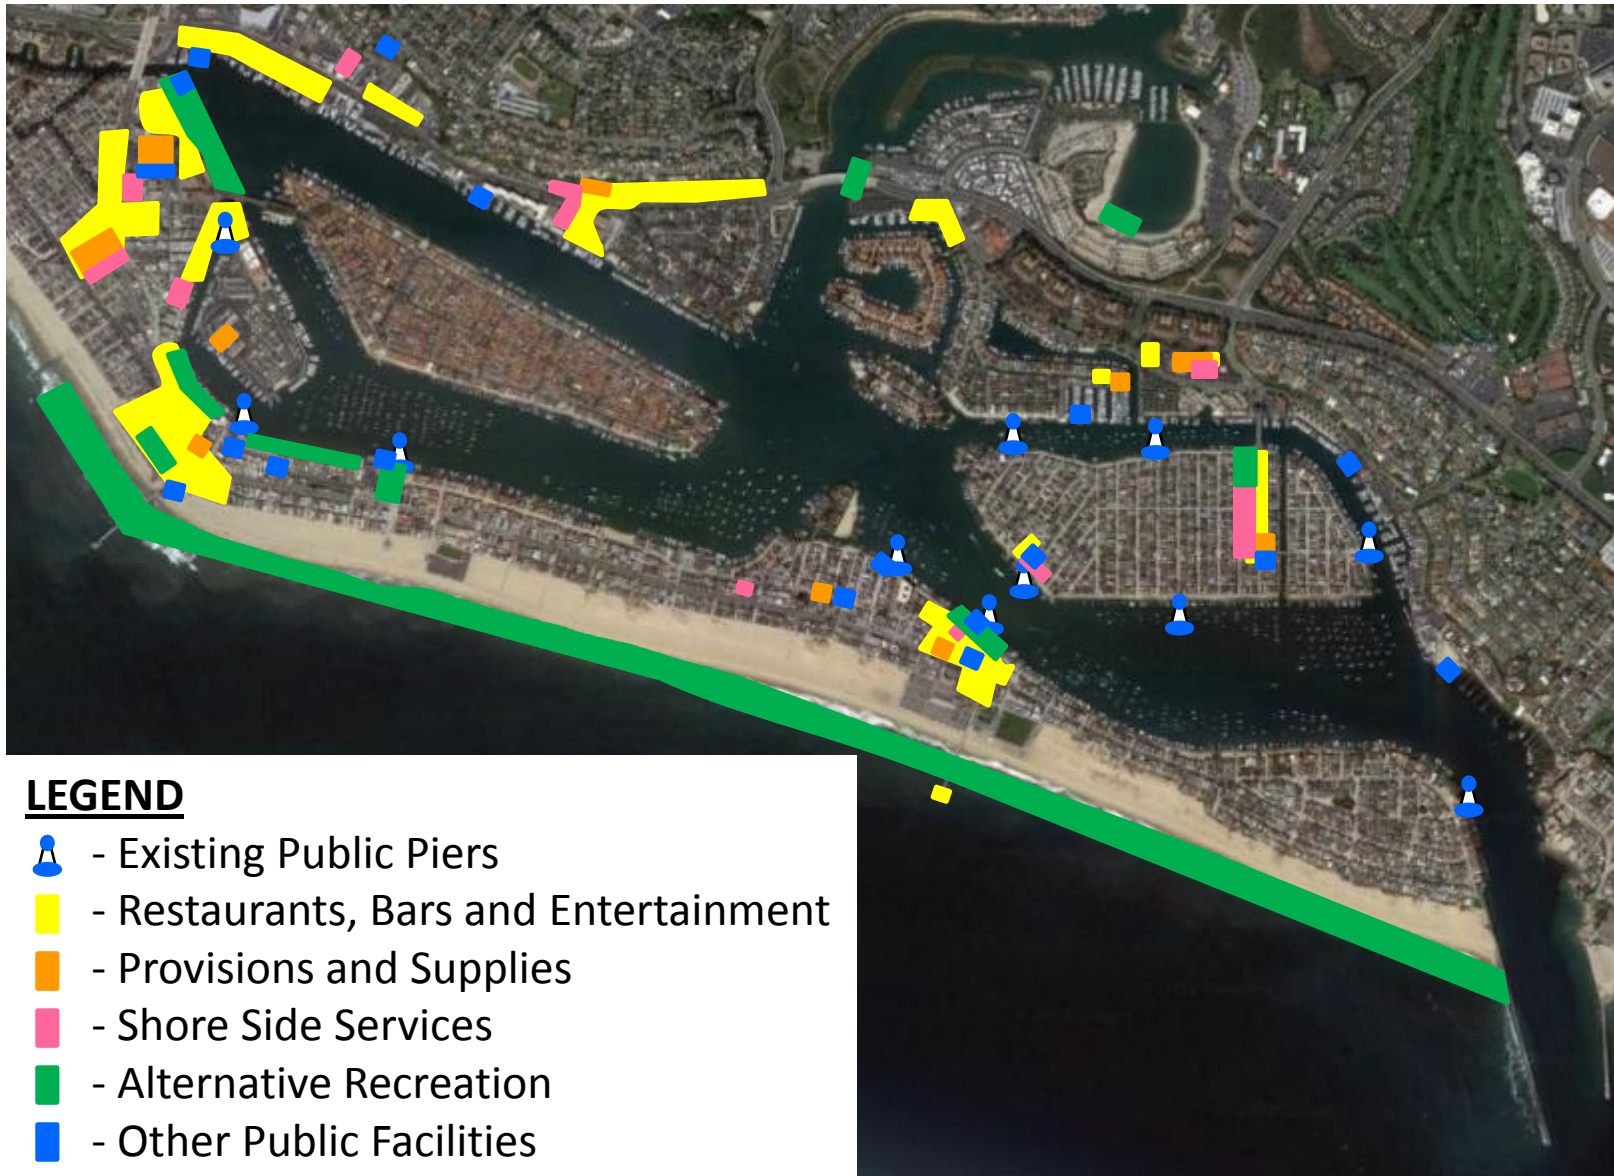 LEGEND
- Existing Public Piers
- Restaurants, Bars and Entertainment
- Provisions and Supplies
- Shore Side Services
- Alternative Recreation
- Other Public Facilities